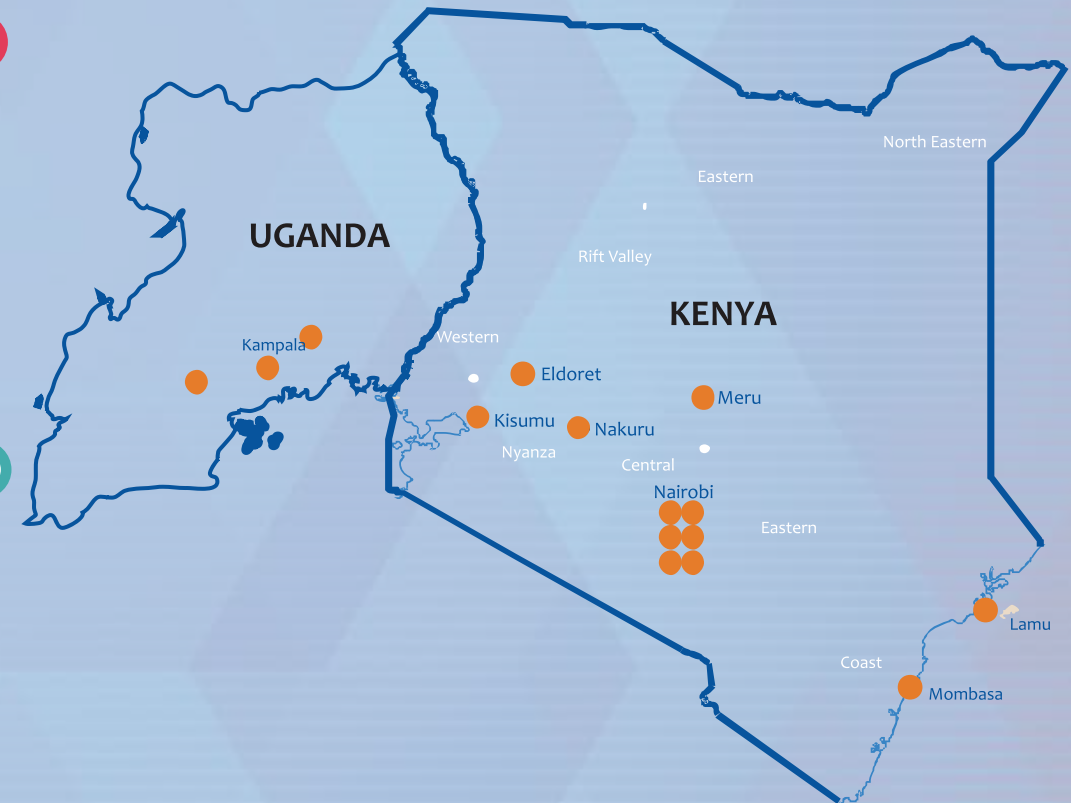 North Eastern
Eastern
UGANDA
Rift Valley
KENYA
Western
Kampala
Eldoret
Meru
Kisumu
Nakuru
Nyanza
Central
Nairobi
Eastern
Lamu
Coast
Mombasa